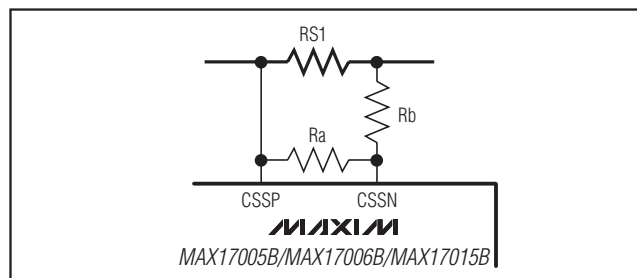 RS1
Rb
Ra
CSSP CSSN
MAXIM
MAX17005B/MAX17006B/MAX17015B